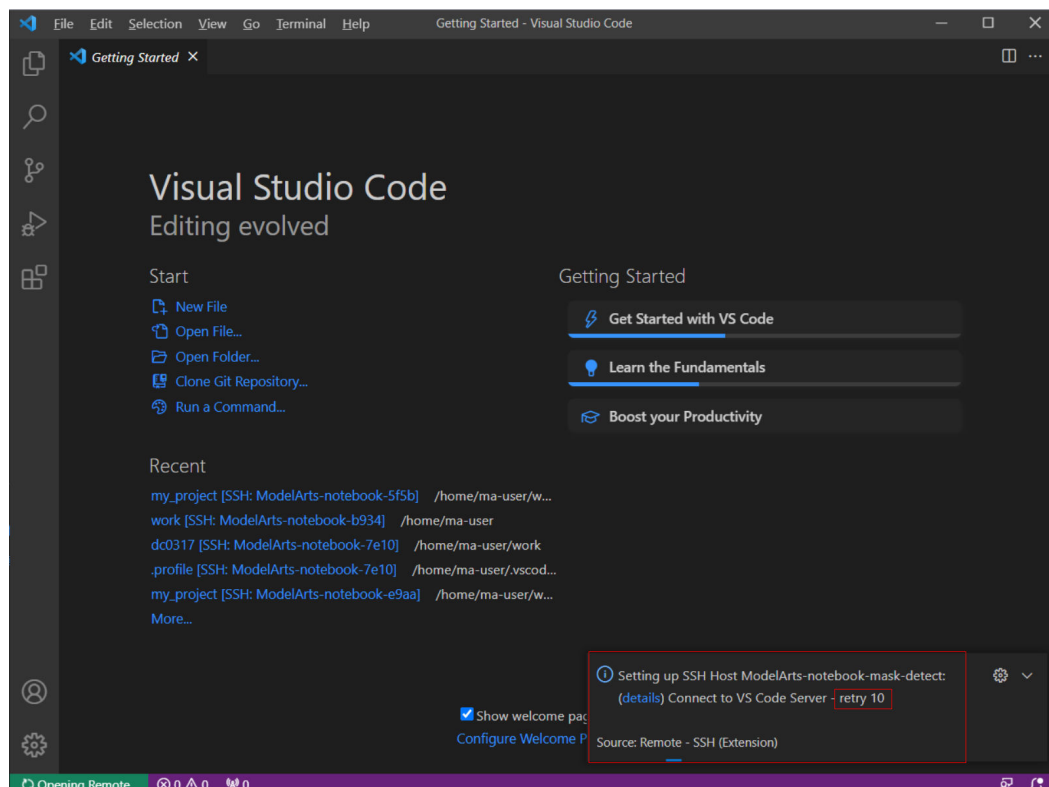 File Edit Selection View Go Terminal Help Getting Started - Visual Studio Code
Getting Started
Visual Studio Code
Editing evolved
Start
New File
Open File...
Open Folder...
Clone Git Repository...
Run a Command...
Recent
my_project [SSH: ModelArts-notebook-5f5b] /home/ma-user/w...
work [SSH: ModelArts-notebook-b934] /home/ma-user
dc0317 [SSH: ModelArts-notebook-7e10] /home/ma-user/work
.profile [SSH: ModelArts-notebook-7e10] /home/ma-user/.vscod...
my_project [SSH: ModelArts-notebook-e9aa] /home/ma-user/w...
More...
Getting Started
Get Started with VS Code
Learn the Fundamentals
Boost your Productivity
Show welcome pag
Configure Welcome P
Setting up SSH Host ModelArts-notebook-mask-detect:
(details) Connect to VS Code Server - retry 10
Source: Remote - SSH (Extension)
Opening Remote... 0 0 0